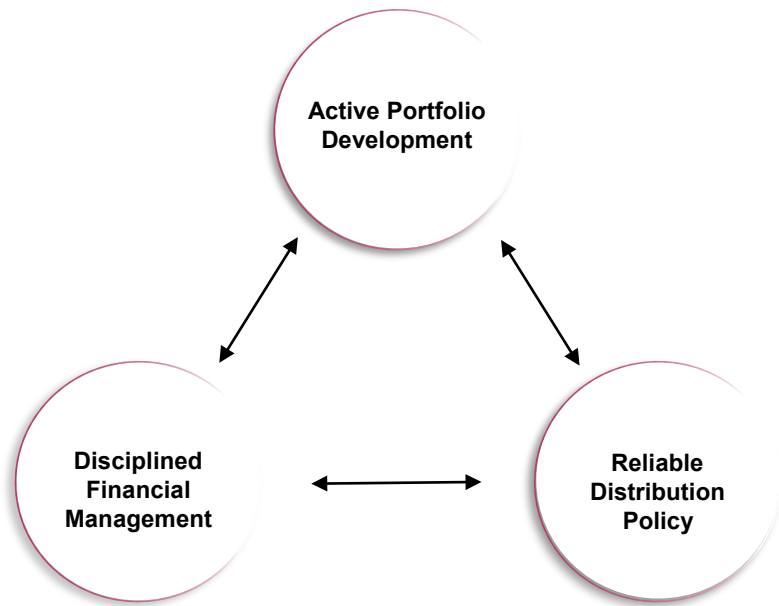 Active Portfolio
Development
Disciplined
Financial
Management
Reliable
Distribution
Policy